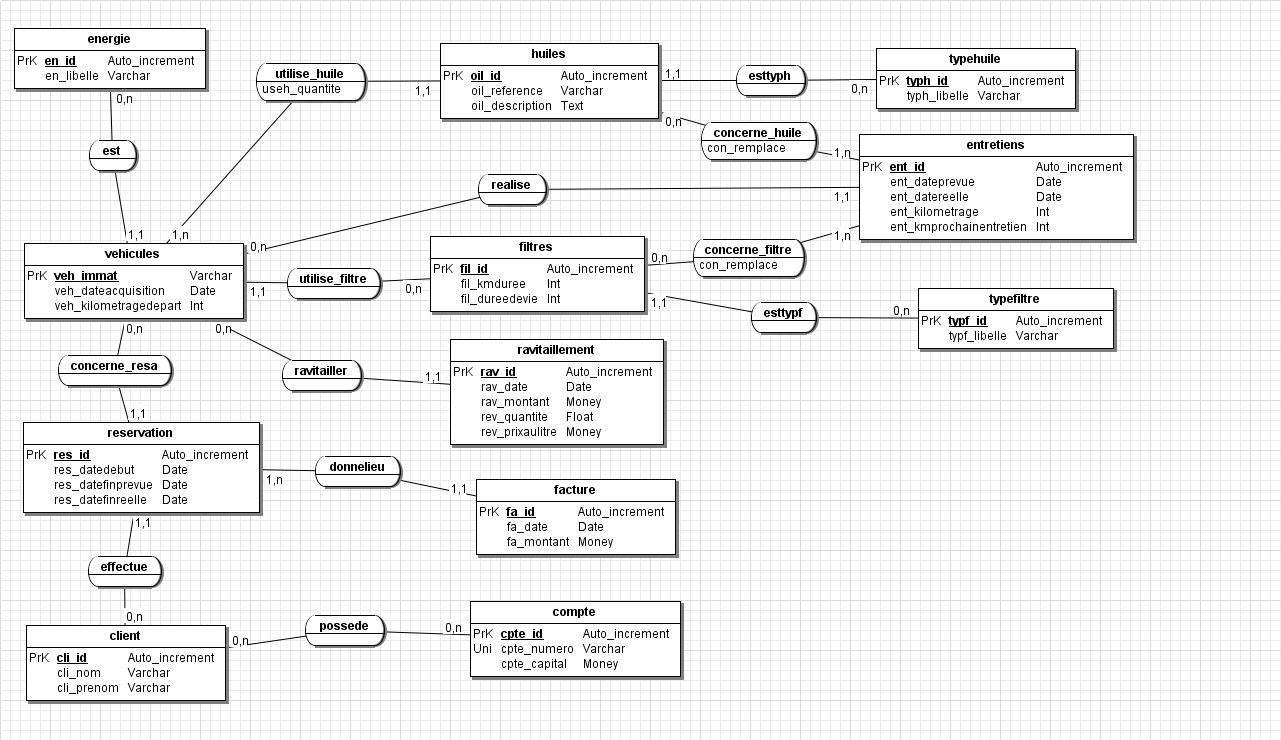 energie
PrK en_id Auto_increment
en_libelle Varchar
0,n
est
1,1
utilise_huile
useh_quantite
1,1
1,n
huiles
PrK oil_id Auto_increment
oil_reference Varchar
oil_description Text
1,1
esttyph
0,n
typehuile
PrK typh_id Auto_increment
typh_libelle Varchar
0,n
concerne_huile
con_remplace
1,n
entretiens
PrK ent_id Auto_increment
ent_dateprevue Date
ent_datereelle Date
ent_kilometrage Int
ent_kmprochainentretien Int
realise
1,1
0,n
vehicules
PrK veh_immat Varchar
veh_dateacquisition Date
veh_kilometragedepart Int
1,1
utilise_filtre
0,n
filtres
PrK fil_id Auto_increment
fil_kmduree Int
fil_dureedevie Int
0,n
concerne_filtre
con_remplace
1,n
1,1
esttypf
0,n
typefiltre
PrK typf_id Auto_increment
typf_libelle Varchar
0,n
concerne_resa
1,1
0,n
ravitailler
1,1
ravitaillement
PrK rav_id Auto_increment
rav_date Date
rav_montant Money
rev_quantite Float
rev_prixaulitre Money
reservation
PrK res_id Auto_increment
res_datedebut Date
res_datefinprevue Date
res_datefinreelle Date
1,n
donnelieu
1,1
facture
PrK fa_id Auto_increment
fa_date Date
fa_montant Money
1,1
effectue
0,n
client
PrK cli_id Auto_increment
cli_nom Varchar
cli_prenom Varchar
0,n
possede
0,n
compte
PrK cpte_id Auto_increment
Uni cpte_numero Varchar
cpte_capital Money